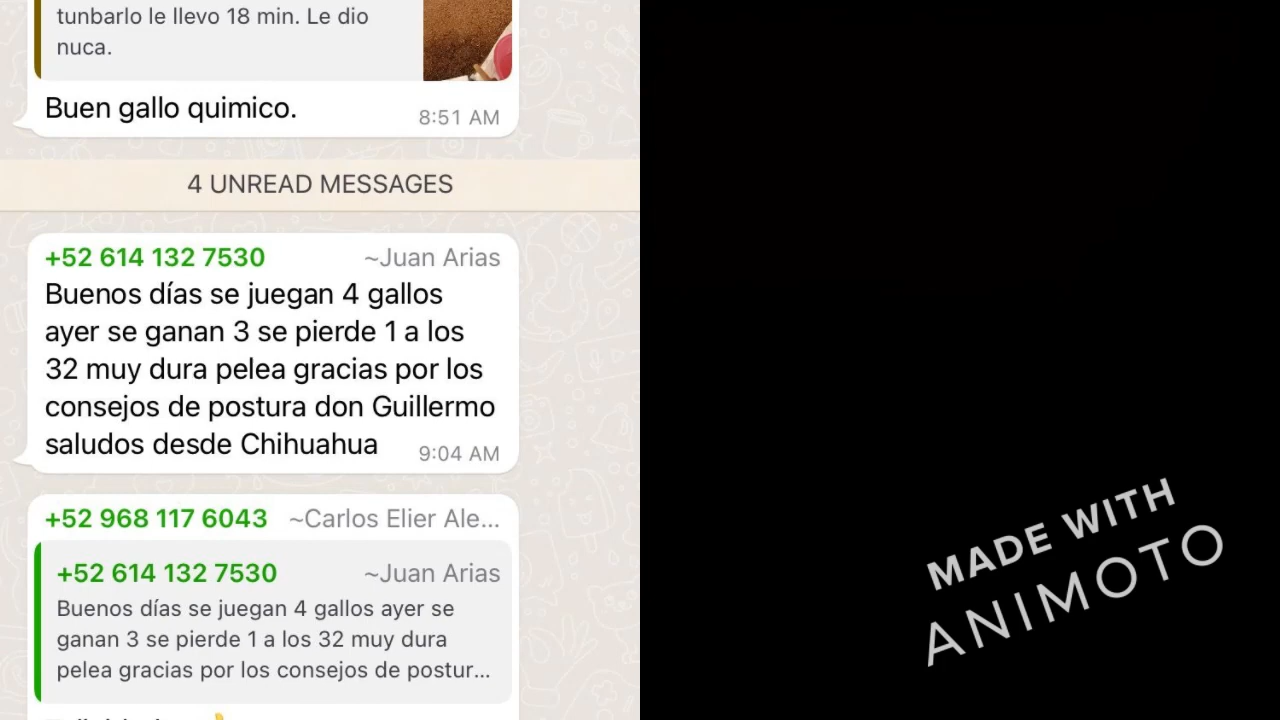 tunbarlo le llevo 18 min. Le dio
nuca.
Buen gallo quimico.
8:51 AM
4 UNREAD MESSAGES
+52 614 132 7530 ~Juan Arias
Buenos días se juegan 4 gallos
ayer se ganan 3 se pierde 1 a los
32 muy dura pelea gracias por los
consejos de postura don Guillermo
saludos desde Chihuahua
9:04 AM
+52 968 117 6043 ~Carlos Elier Ale...
+52 614 132 7530 ~Juan Arias
Buenos días se juegan 4 gallos ayer se
ganan 3 se pierde 1 a los 32 muy dura
pelea gracias por los consejos de postur...
MADE WITH
ANIMOTO